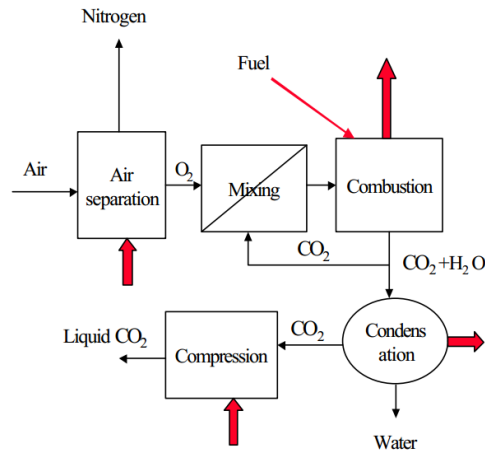 Nitrogen
Fuel
Air
Air
separation
O₂
Mixing
Combustion
CO₂
CO₂+H₂O
Liquid CO₂
Compression
CO₂
Condens
ation
Water